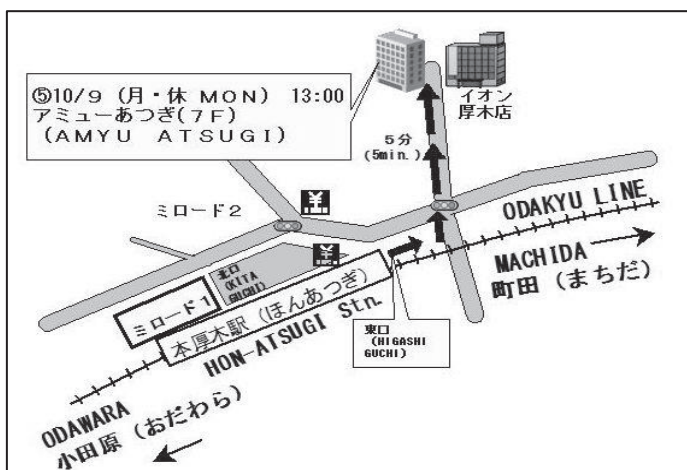 ⑤10/9 (月・休 MON) 13:00
アミューあつぎ(7F)
(AMYU ATSUGI)
イオン
厚木店
5分
(5min.)
ミロード2
¥
¥
ODAKYU LINE
MACHIDA
町田 (まちだ)
北口
(KITA
GUCHI)
ミロード1
本厚木駅 (ほんあつぎ)
HON-ATSUGI Stn.
東口
(HIGASHI
GUCHI)
ODAWARA
小田原 (おだわら)